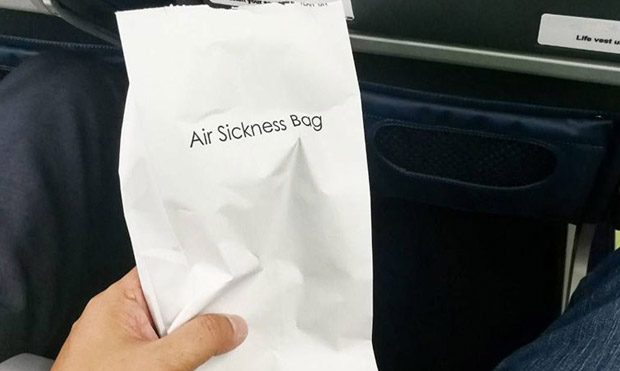 Life vest u
Air Sickness Bag